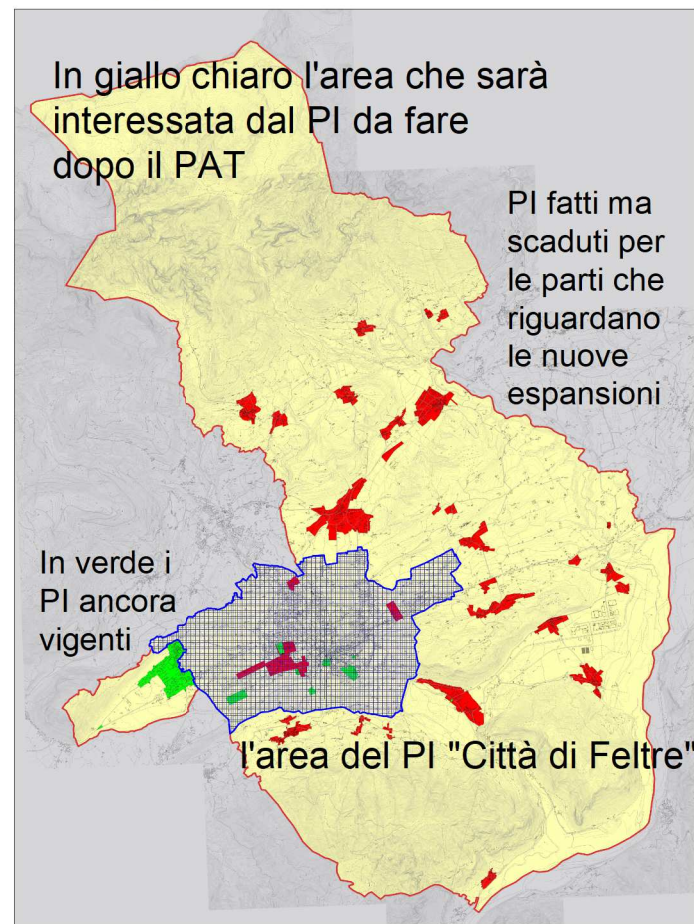 In giallo chiaro l'area che sarà
interessata dal PI da fare
dopo il PAT
PI fatti ma
scaduti per
le parti che
riguardano
le nuove
espansioni
In verde i
PI ancora
vigenti
l'area del PI "Città di Feltre"